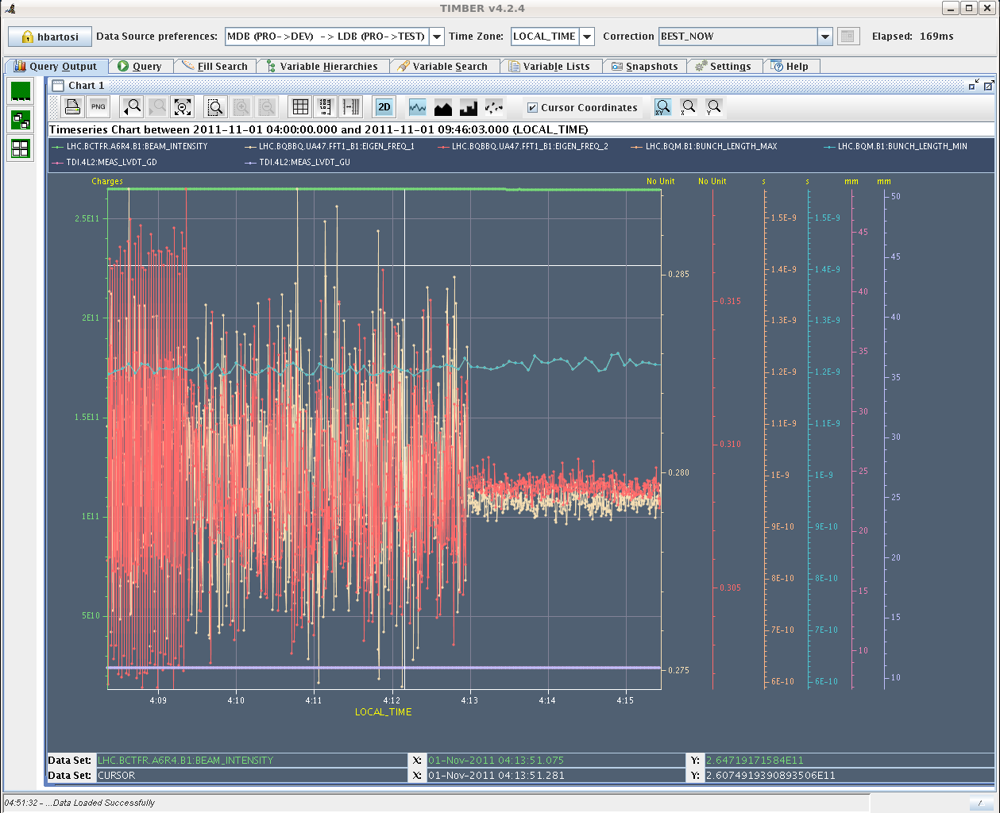 TIMBER v4.2.4
hbartosi Data Source preferences: MDB (PRO->DEV) -> LDB (PRO->TEST) Time Zone: LOCAL_TIME Correction BEST_NOW Elapsed: 169ms
Query Output Query Fill Search Variable Hierarchies Variable Search Variable Lists Snapshots Settings Help
Chart 1
PNG 2D Cursor Coordinates XY X Y
Timeseries Chart between 2011-11-01 04:00:00.000 and 2011-11-01 09:46:03.000 (LOCAL_TIME)
LHC.BCTFR.A6R4.B1:BEAM_INTENSITY LHC.BQBBQ.UA47.FFT1_B1:EIGEN_FREQ_1 LHC.BQBBQ.UA47.FFT1_B1:EIGEN_FREQ_2 LHC.BQM.B1:BUNCH_LENGTH_MAX LHC.BQM.B1:BUNCH_LENGTH_MIN
TDI.4L2:MEAS_LVDT_GD TDI.4L2:MEAS_LVDT_GU
Charges No Unit No Unit s s mm mm
50
2.5E11 1.5E-9 1.5E-9
45
45
1.4E-9 1.4E-9
0.285
40
0.315
2E11 1.3E-9 1.3E-9 40
35
1.2E-9 1.2E-9
35
1.5E11 30
1.1E-9 1.1E-9
30
0.310
0.280 1E-9 1E-9 25
25
1E11
9E-10 9E-10 20
20
8E-10 8E-10
0.305 15
5E10 15
7E-10 7E-10
10
0.275
10
6E-10 6E-10
4:09 4:10 4:11 4:12 4:13 4:14 4:15
LOCAL_TIME
Data Set: LHC.BCTFR.A6R4.B1:BEAM_INTENSITY X: 01-Nov-2011 04:13:51.075 Y: 2.64719171584E11
Data Set: CURSOR X: 01-Nov-2011 04:13:51.281 Y: 2.6074919390893506E11
04:51:32 - ...Data Loaded Successfully